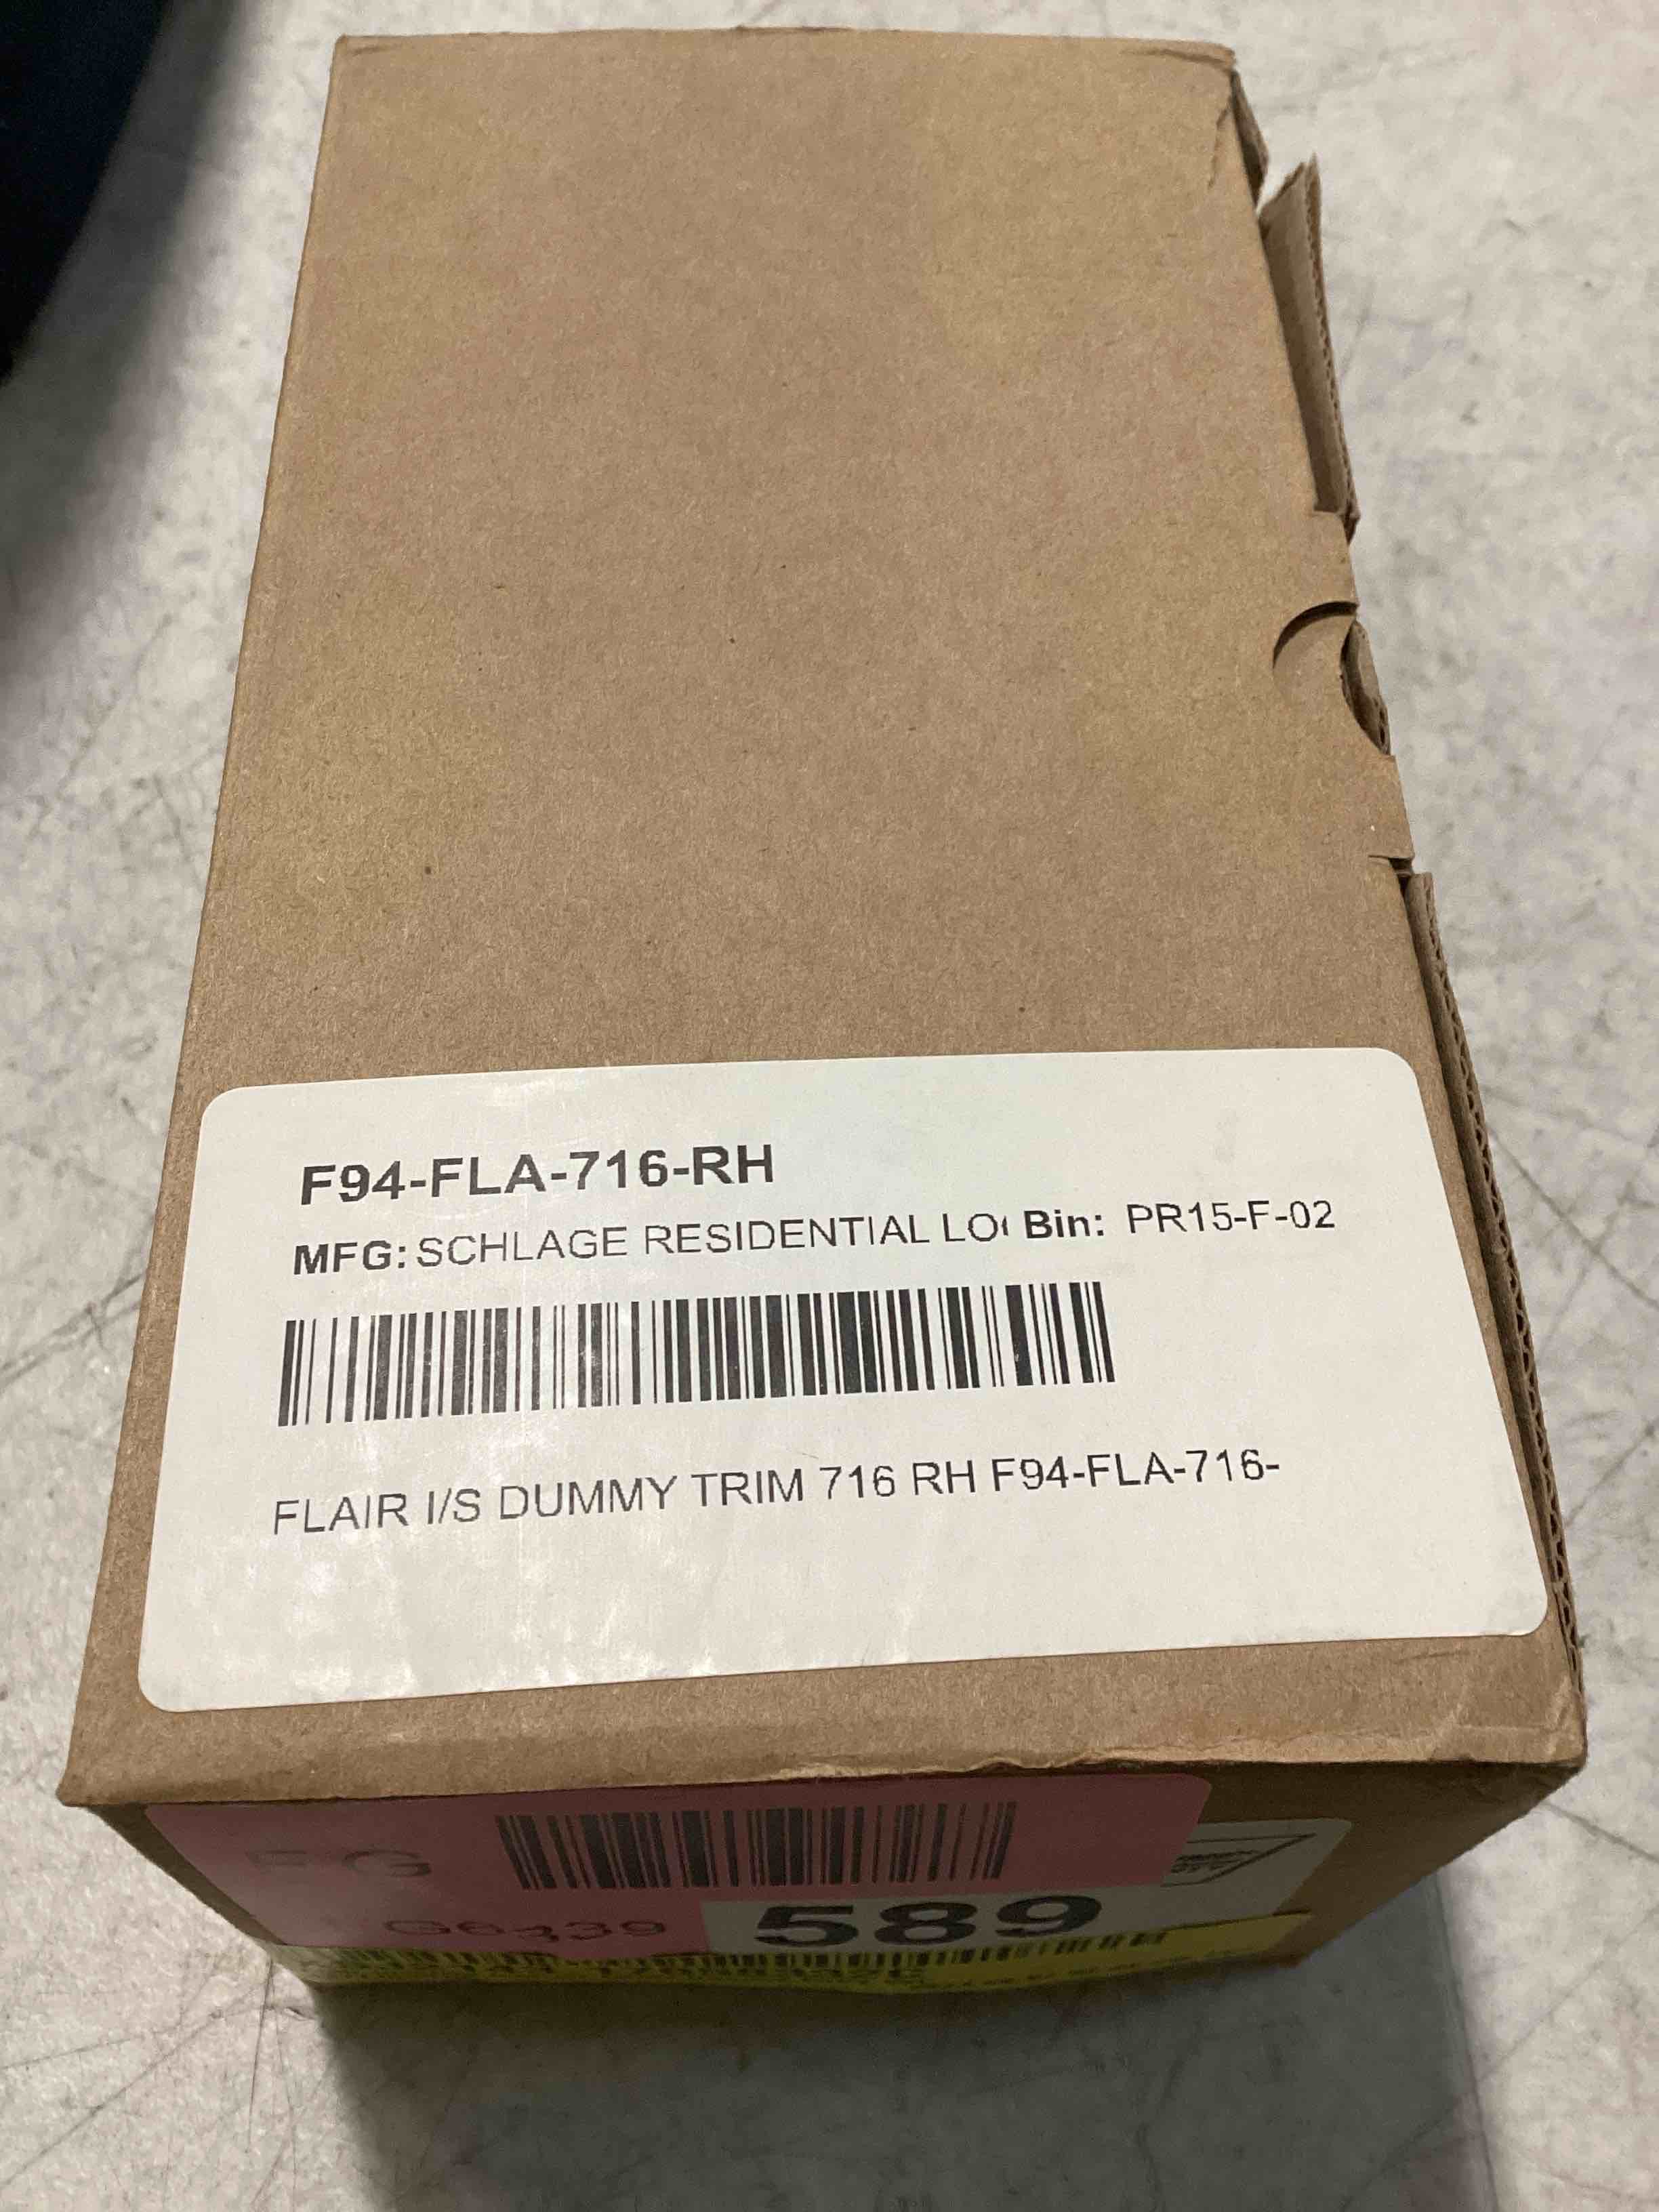 F94-FLA-716-RH
MFG: SCHLAGE RESIDENTIAL LO Bin: PR15-F-02
FLAIR I/S DUMMY TRIM 716 RH F94-FLA-716-
FG
589